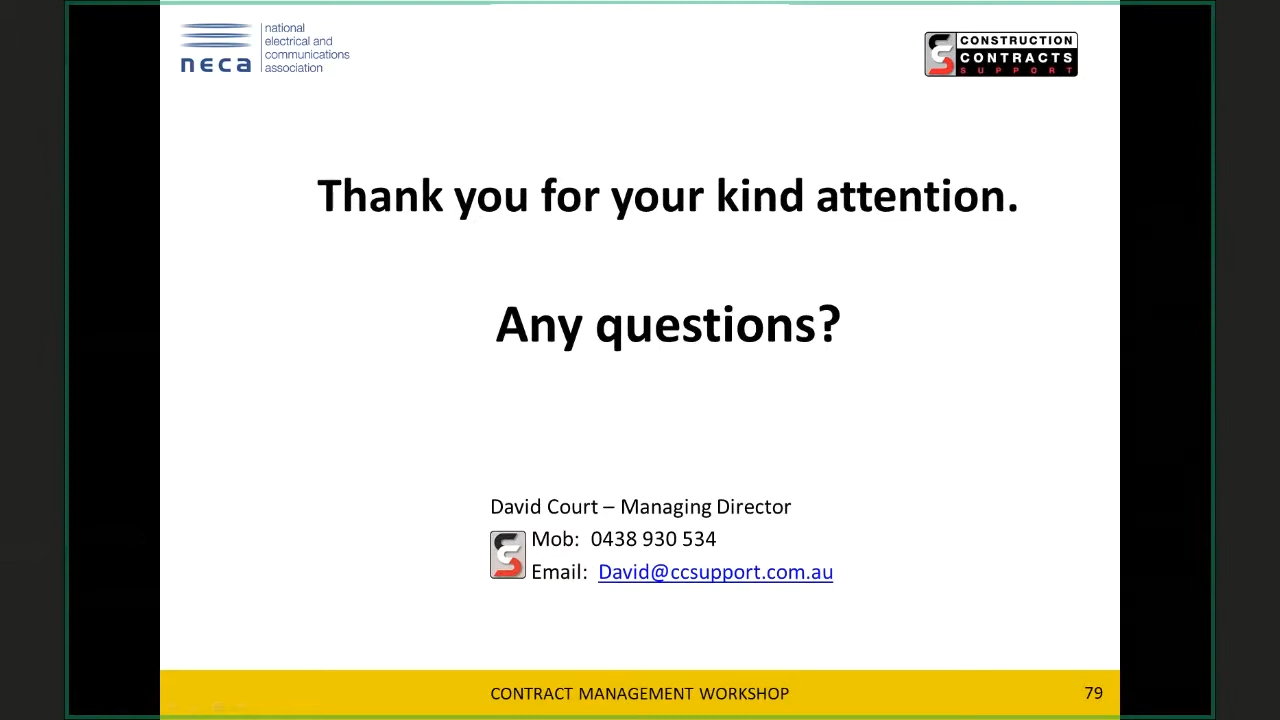 national
electrical and
communications
association
neca
CONSTRUCTION
CONTRACTS
SUPPORT
Thank you for your kind attention.
Any questions?
David Court – Managing Director
Mob: 0438 930 534
Email: David@ccsupport.com.au
CONTRACT MANAGEMENT WORKSHOP
79